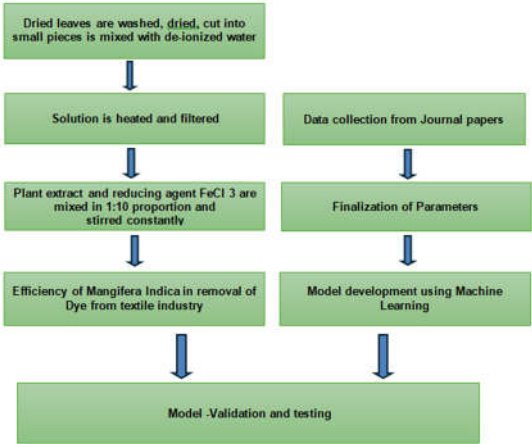 Dried leaves are washed, dried, cut into
small pieces is mixed with de-ionized water
Solution is heated and filtered
Data collection from Journal papers
Plant extract and reducing agent FeCl 3 are
mixed in 1:10 proportion and
stirred constantly
Finalization of Parameters
Efficiency of Mangifera Indica in removal of
Dye from textile industry
Model development using Machine
Learning
Model -Validation and testing